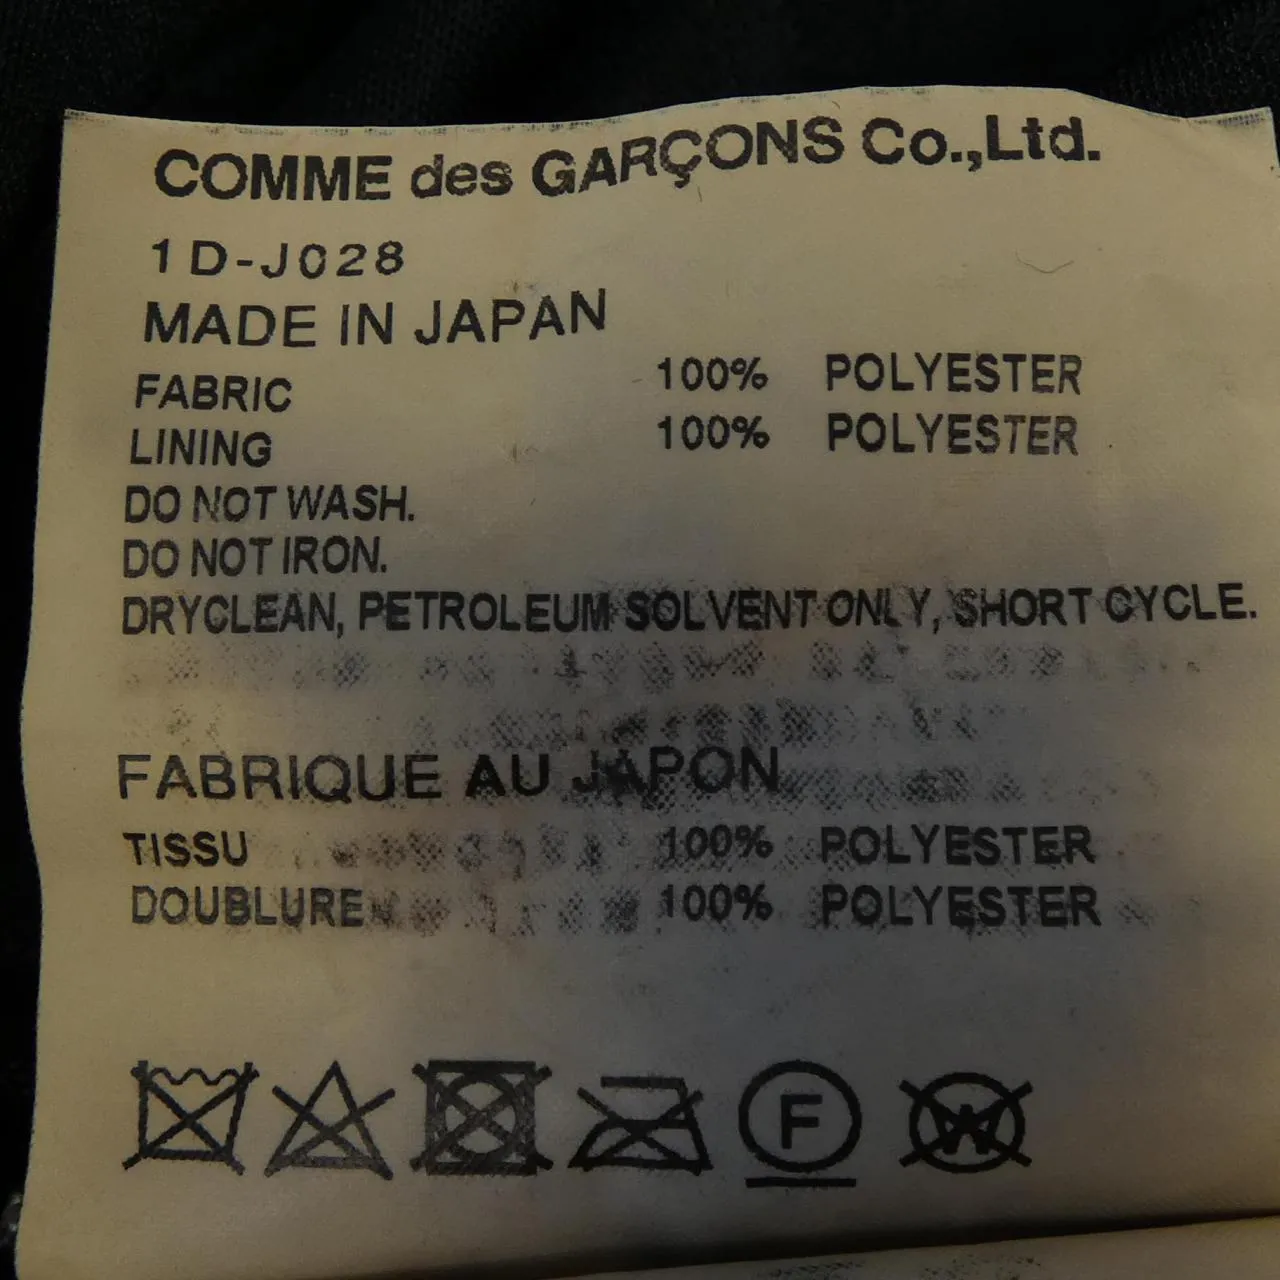 COMME des GARÇONS Co.,Ltd.
1D-J028
MADE IN JAPAN
FABRIC 100% POLYESTER
LINING 100% POLYESTER
DO NOT WASH.
DO NOT IRON.
DRYCLEAN, PETROLEUM SOLVENT ONLY, SHORT CYCLE.
FABRIQUE AU JAPON
TISSU 100% POLYESTER
DOUBLURE 100% POLYESTER
F W